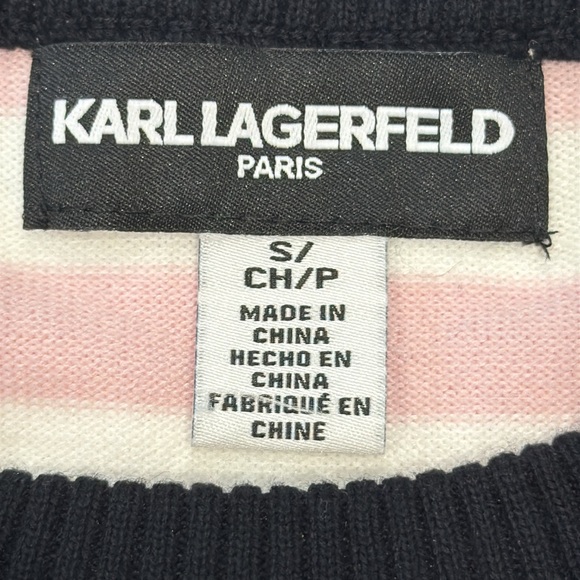 KARL LAGERFELD
PARIS
S/
CH/P
MADE IN
CHINA
HECHO EN
CHINA
FABRIQUÉ EN
CHINE